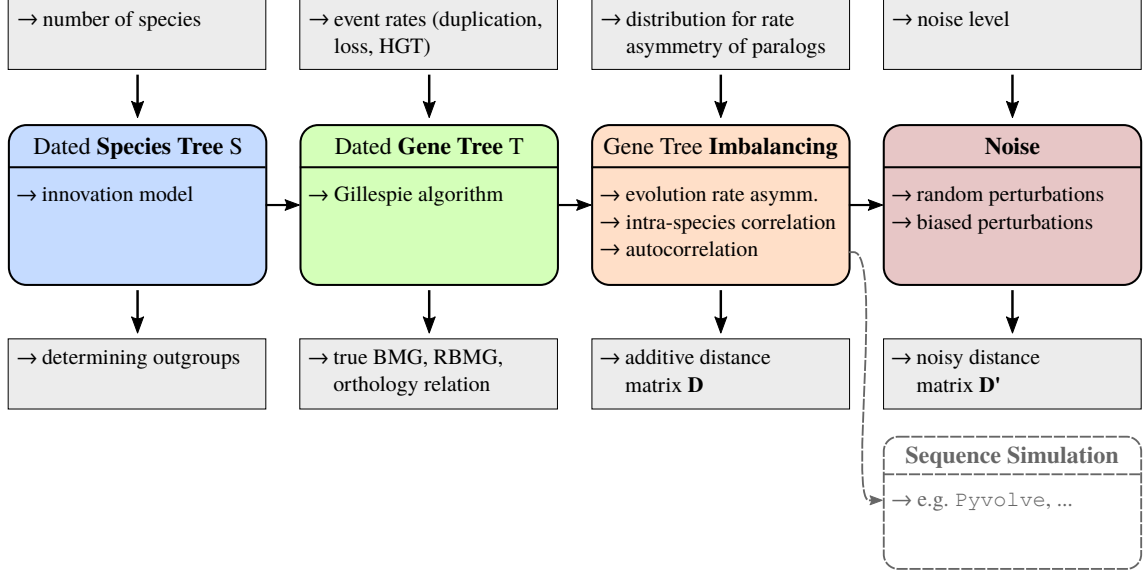 → number of species
→ event rates (duplication,
loss, HGT)
→ distribution for rate
asymmetry of paralogs
→ noise level
Dated Species Tree S
→ innovation model
Dated Gene Tree T
→ Gillespie algorithm
Gene Tree Imbalancing
→ evolution rate asymm.
→ intra-species correlation
→ autocorrelation
Noise
→ random perturbations
→ biased perturbations
→ determining outgroups
→ true BMG, RBMG,
orthology relation
→ additive distance
matrix D
→ noisy distance
matrix D'
Sequence Simulation
→ e.g. Pyvolve, ...